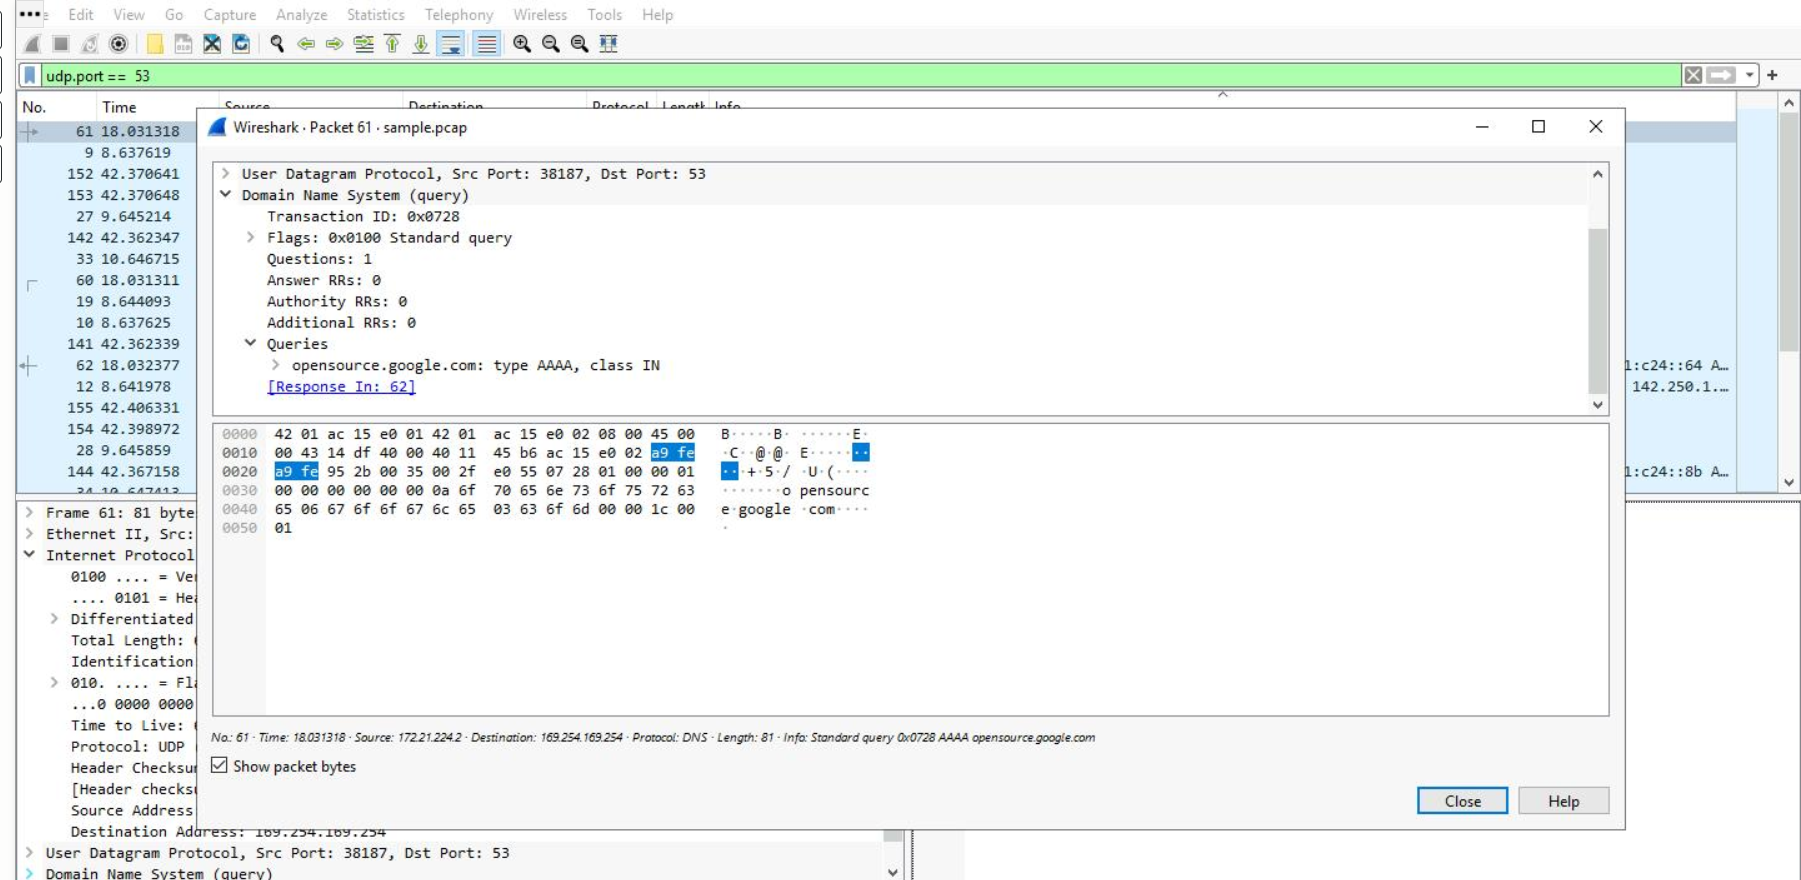 Edit View Go Capture Analyze Statistics Telephony Wireless Tools Help
udp.port == 53
No. Time Source Destination Protocol Length Info
61 18.031318
9 8.637619
152 42.370641
153 42.370648
27 9.645214
142 42.362347
33 10.646715
60 18.031311
19 8.644093
10 8.637625
141 42.362339
62 18.032377
12 8.641978
155 42.406331
154 42.398972
28 9.645859
144 42.367158
34 10.647413
1:c24::64 A…
142.250.1.…
1:c24::8b A…
Wireshark · Packet 61 · sample.pcap
User Datagram Protocol, Src Port: 38187, Dst Port: 53
Domain Name System (query)
Transaction ID: 0x0728
Flags: 0x0100 Standard query
Questions: 1
Answer RRs: 0
Authority RRs: 0
Additional RRs: 0
Queries
opensource.google.com: type AAAA, class IN
[Response In: 62]
0000 42 01 ac 15 e0 01 42 01 ac 15 e0 02 08 00 45 00 B·····B· ······E·
0010 00 43 14 df 40 00 40 11 45 b6 ac 15 e0 02 a9 fe ·C··@·@· E·······
0020 a9 fe 95 2b 00 35 00 2f e0 55 07 28 01 00 00 01 ···+·5·/ ·U·(····
0030 00 00 00 00 00 00 0a 6f 70 65 6e 73 6f 75 72 63 ·······o pensourc
0040 65 06 67 6f 6f 67 6c 65 03 63 6f 6d 00 00 1c 00 e·google ·com····
0050 01 ·
No.: 61 · Time: 18.031318 · Source: 172.21.224.2 · Destination: 169.254.169.254 · Protocol: DNS · Length: 81 · Info: Standard query 0x0728 AAAA opensource.google.com
Show packet bytes
Close Help
Frame 61: 81 byte
Ethernet II, Src:
Internet Protocol
0100 .... = Ve
.... 0101 = He
Differentiated
Total Length:
Identification
010. .... = Fl
...0 0000 0000
Time to Live:
Protocol: UDP
Header Checksu
[Header checks
Source Address
Destination Address: 169.254.169.254
User Datagram Protocol, Src Port: 38187, Dst Port: 53
Domain Name System (query)